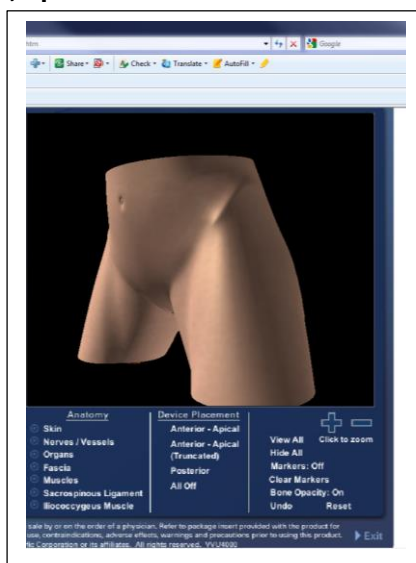 htm
Google
Share
Check
Translate
AutoFill
Anatomy
Skin
Nerves / Vessels
Organs
Fascia
Muscles
Sacrospinous Ligament
Iliococcygeus Muscle
Device Placement
Anterior - Apical
Anterior - Apical
(Truncated)
Posterior
All Off
Click to zoom
View All
Hide All
Markers: Off
Clear Markers
Bone Opacity: On
Undo
Reset
sale by or on the order of a physician. Refer to package insert provided with the product for
use, contraindications, adverse effects, warnings and precautions prior to using this product.
fic Corporation or its affiliates. All rights reserved.
Exit